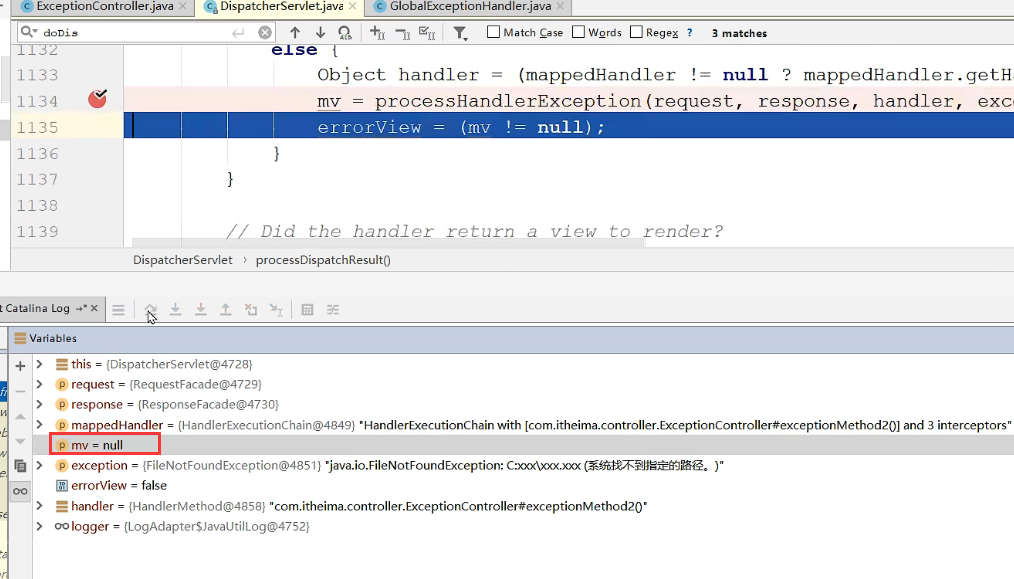 ExceptionController.java × DispatcherServlet.java × GlobalExceptionHandler.java ×
doDis Match Case Words Regex ? 3 matches
1132 else {
1133 Object handler = (mappedHandler != null ? mappedHandler.getHa
1134 mv = processHandlerException(request, response, handler, exce
1135 errorView = (mv != null);
1136 }
1137 }
1138
1139 // Did the handler return a view to render?
DispatcherServlet › processDispatchResult()
t Catalina Log
Variables
this = {DispatcherServlet@4728}
request = {RequestFacade@4729}
response = {ResponseFacade@4730}
mappedHandler = {HandlerExecutionChain@4849} "HandlerExecutionChain with [com.itheima.controller.ExceptionController#exceptionMethod2()] and 3 interceptors"
mv = null
exception = {FileNotFoundException@4851} "java.io.FileNotFoundException: C:xxx\xxx.xxx (系统找不到指定的路径。)"
errorView = false
handler = {HandlerMethod@4858} "com.itheima.controller.ExceptionController#exceptionMethod2()"
logger = {LogAdapter$JavaUtilLog@4752}